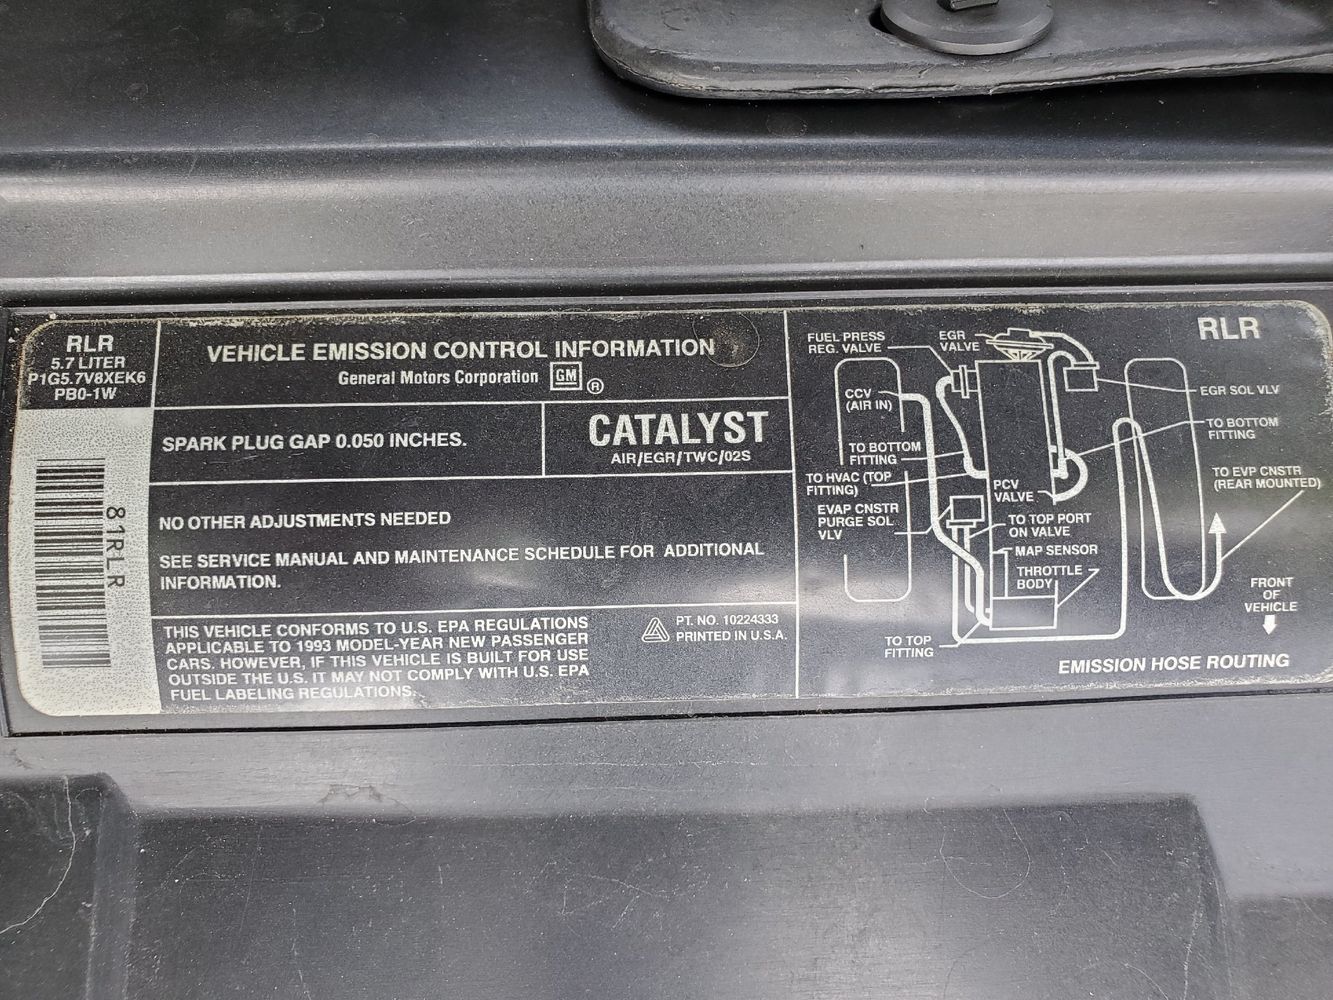 RLR
5.7 LITER
P1G5.7V8XEK6
PB0-1W
81RLR
VEHICLE EMISSION CONTROL INFORMATION
General Motors Corporation GM ®
SPARK PLUG GAP 0.050 INCHES.
CATALYST
AIR/EGR/TWC/02S
NO OTHER ADJUSTMENTS NEEDED
SEE SERVICE MANUAL AND MAINTENANCE SCHEDULE FOR ADDITIONAL
INFORMATION.
THIS VEHICLE CONFORMS TO U.S. EPA REGULATIONS
APPLICABLE TO 1993 MODEL-YEAR NEW PASSENGER
CARS. HOWEVER, IF THIS VEHICLE IS BUILT FOR USE
OUTSIDE THE U.S. IT MAY NOT COMPLY WITH U.S. EPA
FUEL LABELING REGULATIONS.
PT. NO. 10224333
PRINTED IN U.S.A.
RLR
FUEL PRESS
REG. VALVE
EGR
VALVE
CCV
(AIR IN)
EGR SOL VLV
TO BOTTOM
FITTING
TO BOTTOM
FITTING
TO HVAC (TOP
FITTING)
PCV
VALVE
TO EVP CNSTR
(REAR MOUNTED)
EVAP CNSTR
PURGE SOL
VLV
TO TOP PORT
ON VALVE
MAP SENSOR
THROTTLE
BODY
TO TOP
FITTING
FRONT
OF
VEHICLE
EMISSION HOSE ROUTING